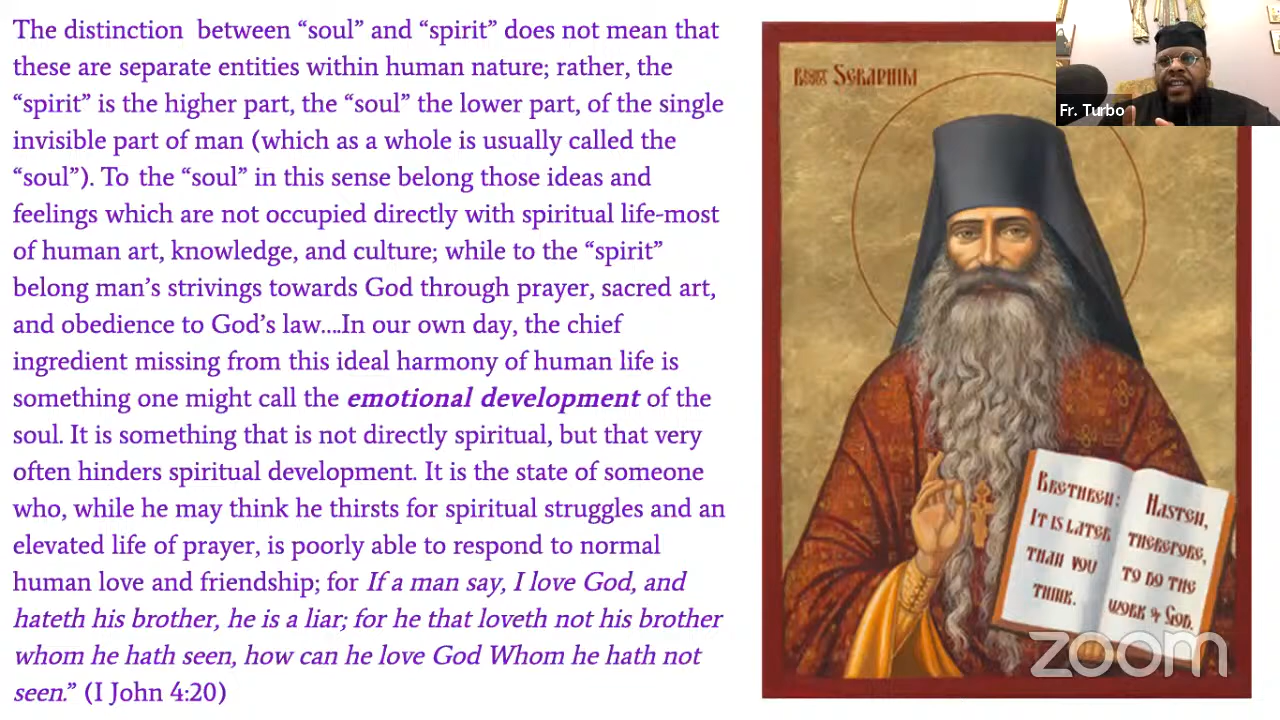 The distinction  between “soul” and “spirit” does not mean that
these are separate entities within human nature; rather, the
“spirit” is the higher part, the “soul” the lower part, of the single
invisible part of man (which as a whole is usually called the
“soul”). To the “soul” in this sense belong those ideas and
feelings which are not occupied directly with spiritual life-most
of human art, knowledge, and culture; while to the “spirit”
belong man’s strivings towards God through prayer, sacred art,
and obedience to God’s law....In our own day, the chief
ingredient missing from this ideal harmony of human life is
something one might call the emotional development of the
soul. It is something that is not directly spiritual, but that very
often hinders spiritual development. It is the state of someone
who, while he may think he thirsts for spiritual struggles and an
elevated life of prayer, is poorly able to respond to normal
human love and friendship; for If a man say, I love God, and
hateth his brother, he is a liar; for he that loveth not his brother
whom he hath seen, how can he love God Whom he hath not
seen.” (I John 4:20)
SERAPHIM
Fr. Turbo
BRETHREN:
IT IS LATER
THAN YOU
THINK.
HASTEN,
THEREFORE,
TO DO THE
WORK of GOD.
zoom